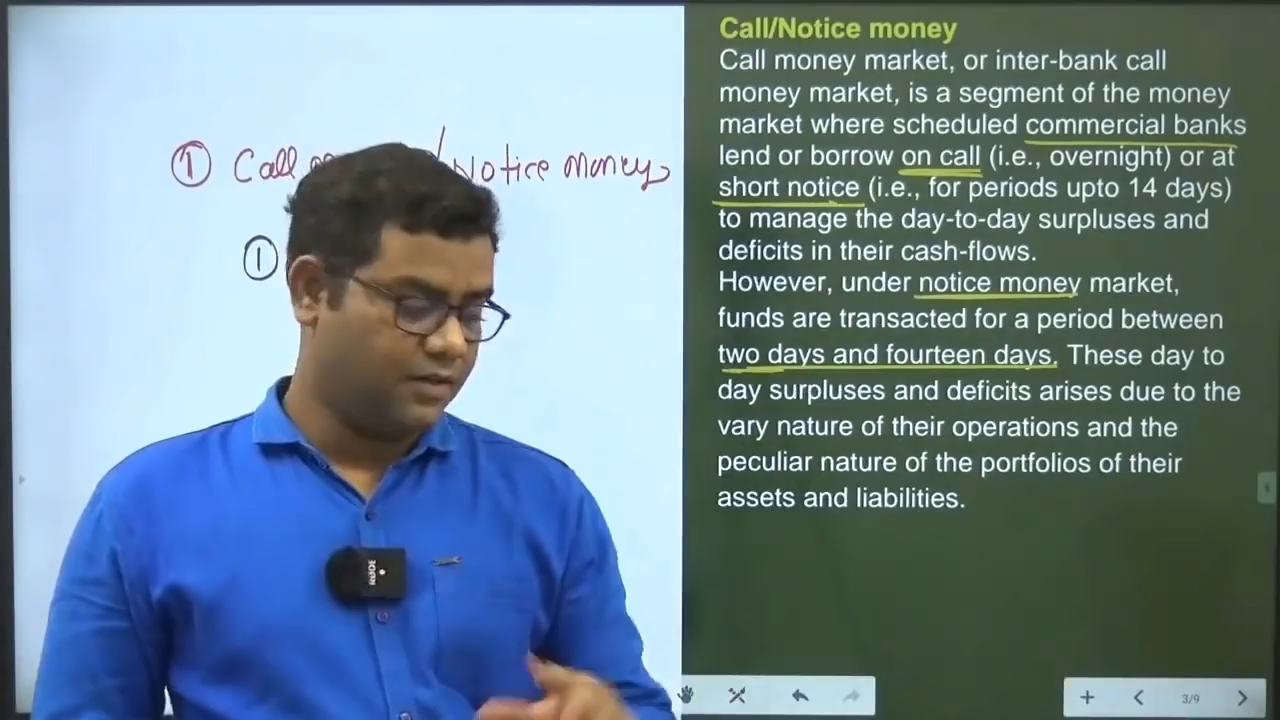 ① Call / Notice Money
①
Call/Notice money
Call money market, or inter-bank call
money market, is a segment of the money
market where scheduled commercial banks
lend or borrow on call (i.e., overnight) or at
short notice (i.e., for periods upto 14 days)
to manage the day-to-day surpluses and
deficits in their cash-flows.
However, under notice money market,
funds are transacted for a period between
two days and fourteen days. These day to
day surpluses and deficits arises due to the
vary nature of their operations and the
peculiar nature of the portfolios of their
assets and liabilities.
RODE
3/9